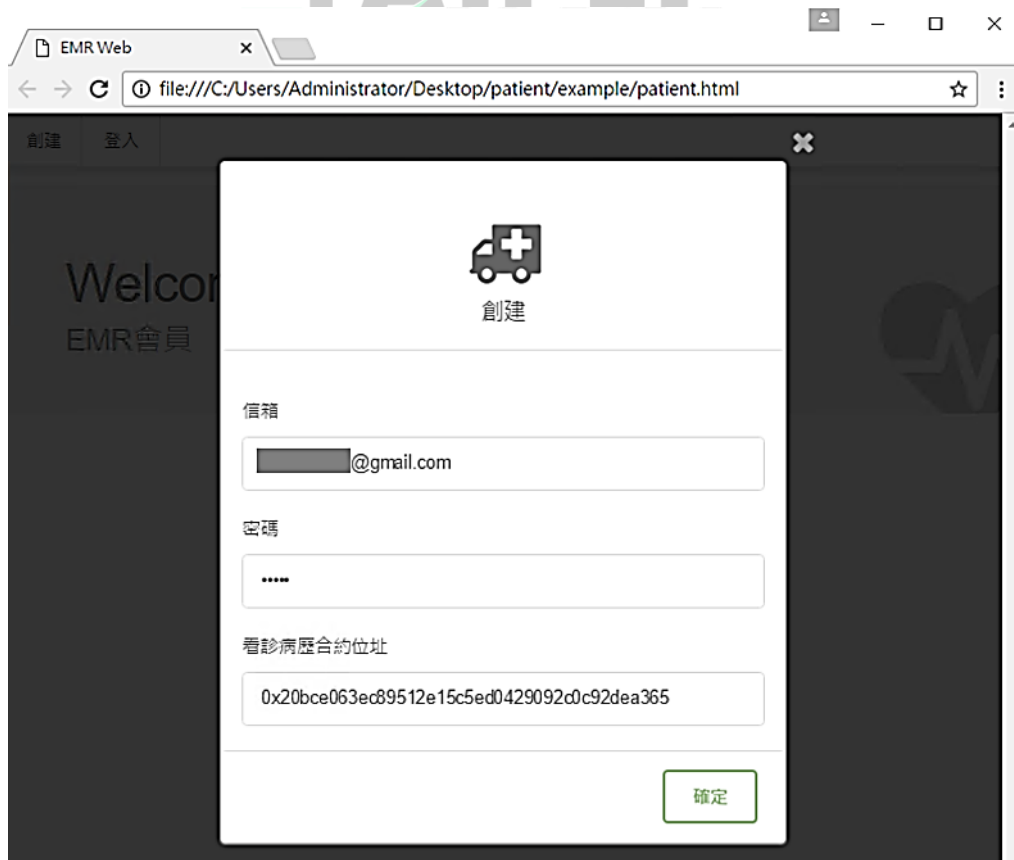 EMR Web
file:///C:/Users/Administrator/Desktop/patient/example/patient.html
創建 登入
Welcor
EMR會員
創建
信箱
@gmail.com
密碼
•••••
看診病歷合約位址
0x20bce063ec89512e15c5ed0429092c0c92dea365
確定